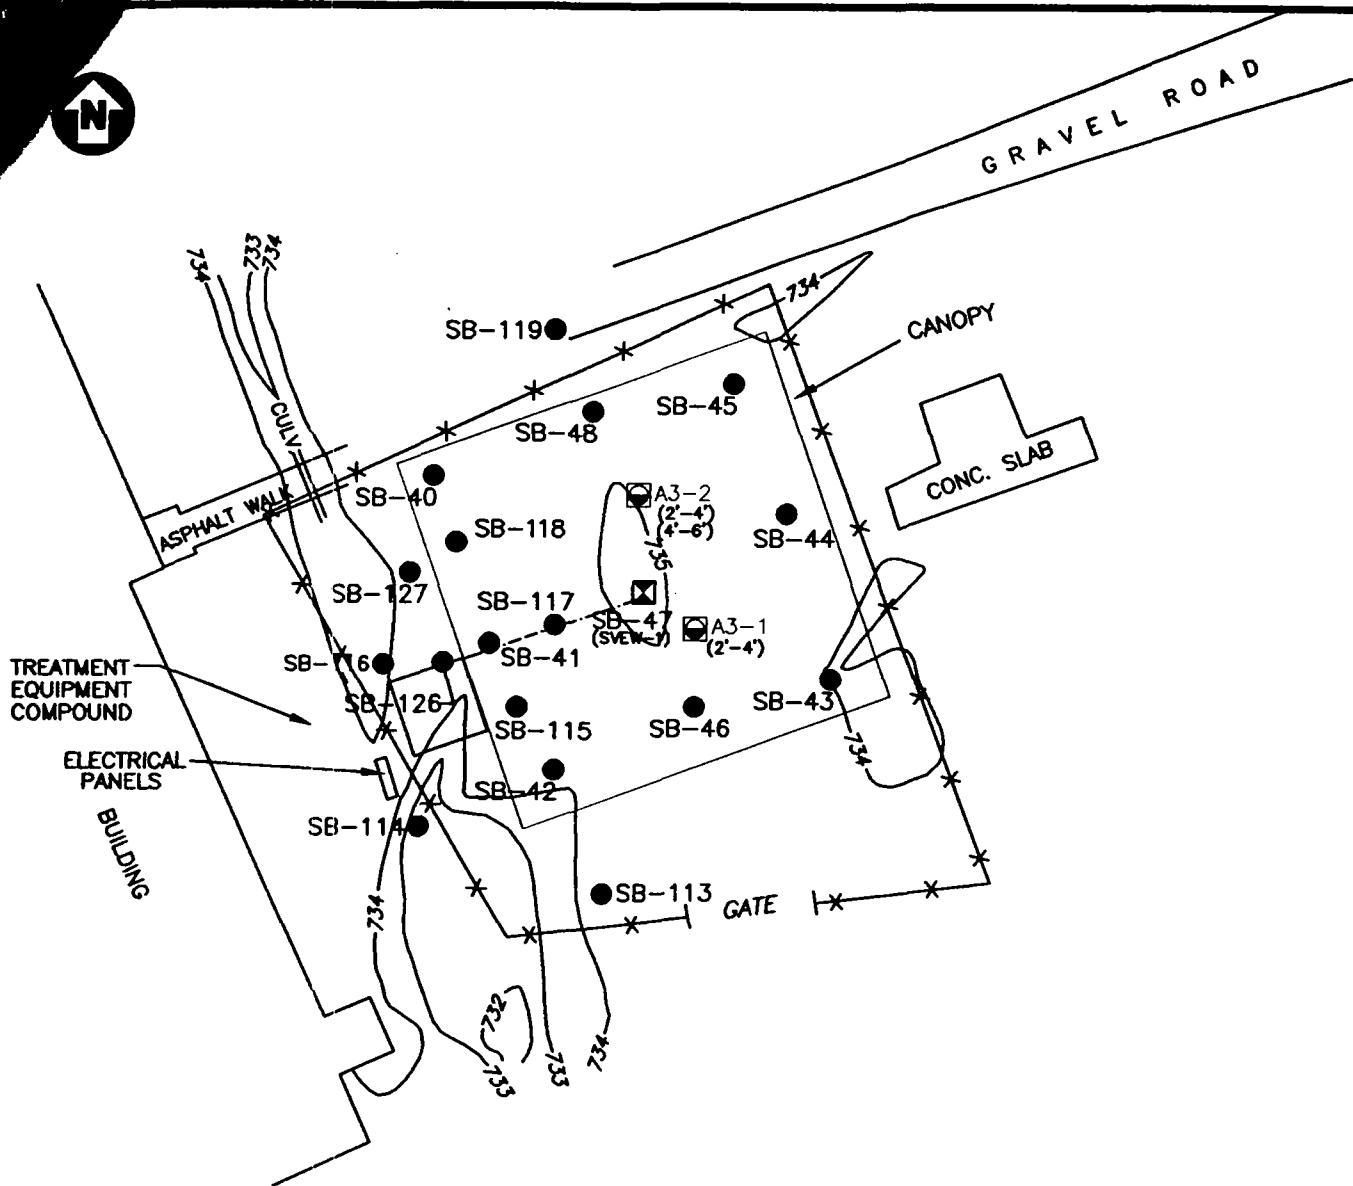 N
GRAVEL ROAD
734
733
734
734
SB-119
CANOPY
SB-45
CULV.
SB-48
CONC. SLAB
SB-40
A3-2
(2'-4')
(4'-6')
ASPHALT WALK
SB-118
SB-44
735
SB-127
SB-117
SB-47
(SVEW-1)
A3-1
(2'-4')
SB-41
SB-116
TREATMENT
EQUIPMENT
COMPOUND
SB-126
SB-43
SB-115
SB-46
734
ELECTRICAL
PANELS
SB-42
BUILDING
SB-114
SB-113
GATE
734
732
733
733
734